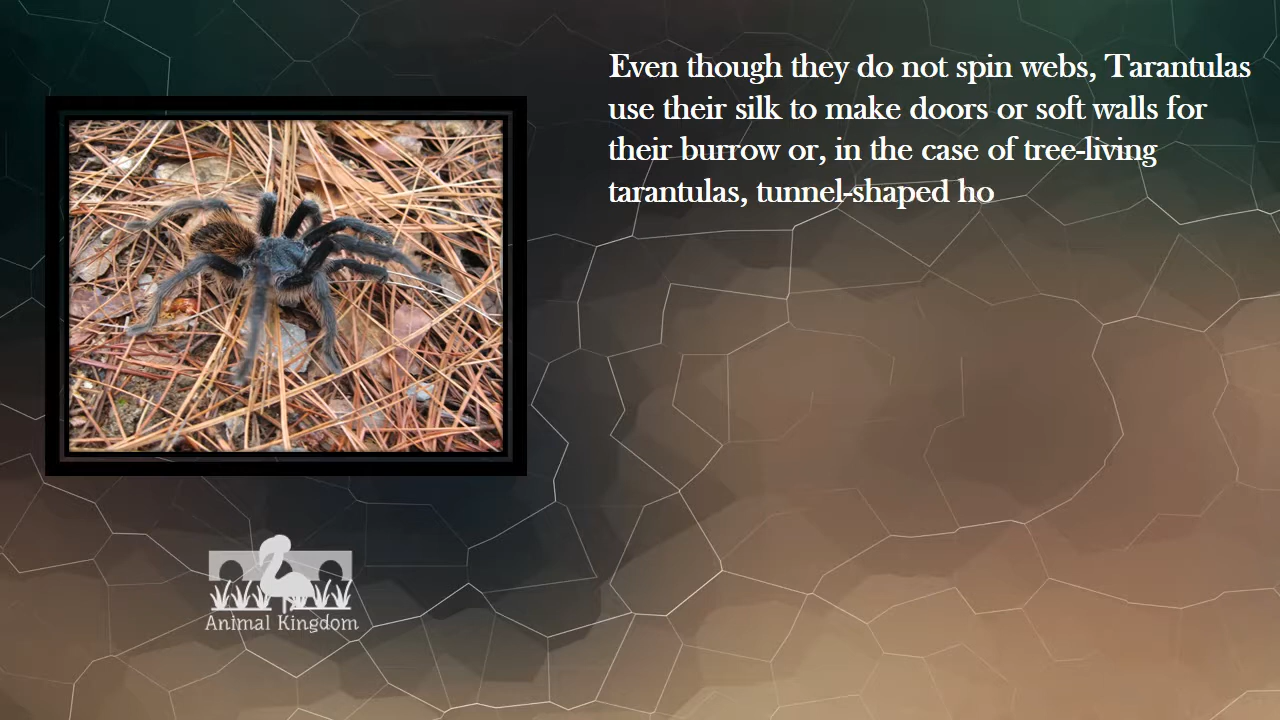 Even though they do not spin webs, Tarantulas
use their silk to make doors or soft walls for
their burrow or, in the case of tree-living
tarantulas, tunnel-shaped ho
Animal Kingdom